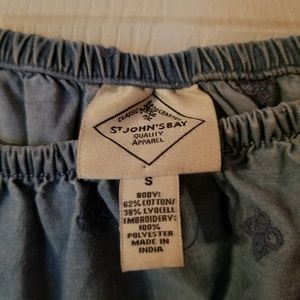 CLASSIC
ST JOHN'S BAY
QUALITY
APPAREL
S
BODY:
62% COTTON/
38% LYOCELL
EMBROIDERY:
100%
POLYESTER
MADE IN
INDIA